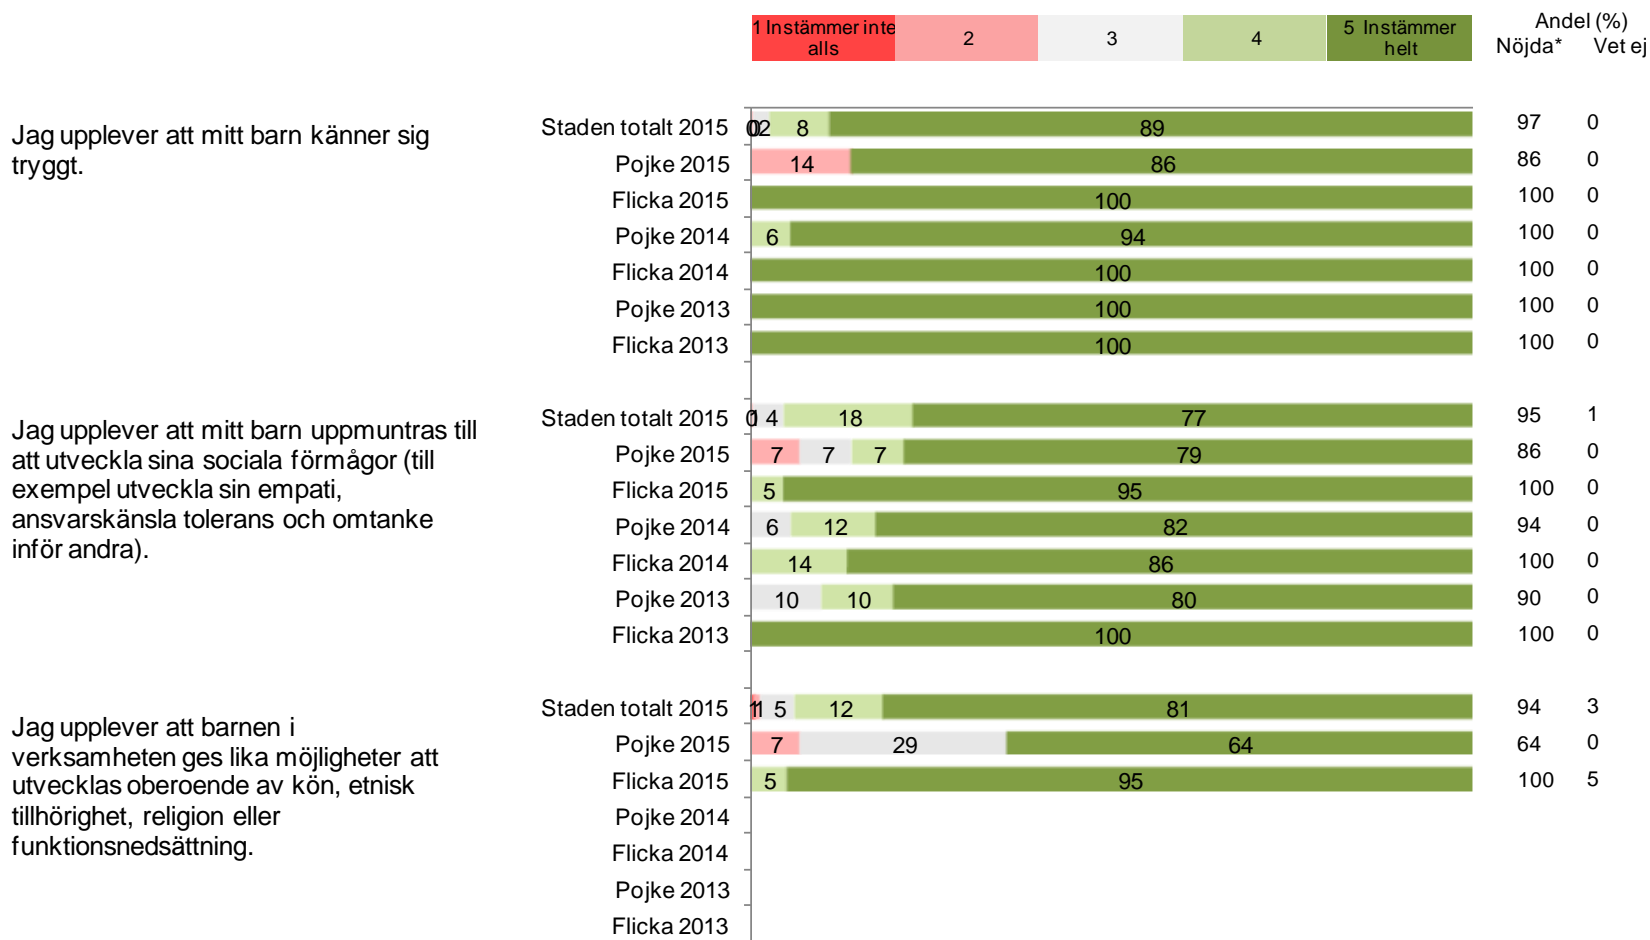 1 Instämmer inte alls 2 3 4 5 Instämmer helt Andel (%)
Nöjda* Vet ej
Jag upplever att mitt barn känner sig
tryggt.
Staden totalt 2015 0 0 2 8 89 97 0
Pojke 2015 14 86 86 0
Flicka 2015 100 100 0
Pojke 2014 6 94 100 0
Flicka 2014 100 100 0
Pojke 2013 100 100 0
Flicka 2013 100 100 0
Jag upplever att mitt barn uppmuntras till
att utveckla sina sociala förmågor (till
exempel utveckla sin empati,
ansvarskänsla tolerans och omtanke
inför andra).
Staden totalt 2015 0 1 4 18 77 95 1
Pojke 2015 7 7 7 79 86 0
Flicka 2015 5 95 100 0
Pojke 2014 6 12 82 94 0
Flicka 2014 14 86 100 0
Pojke 2013 10 10 80 90 0
Flicka 2013 100 100 0
Jag upplever att barnen i
verksamheten ges lika möjligheter att
utvecklas oberoende av kön, etnisk
tillhörighet, religion eller
funktionsnedsättning.
Staden totalt 2015 1 1 5 12 81 94 3
Pojke 2015 7 29 64 64 0
Flicka 2015 5 95 100 5
Pojke 2014
Flicka 2014
Pojke 2013
Flicka 2013